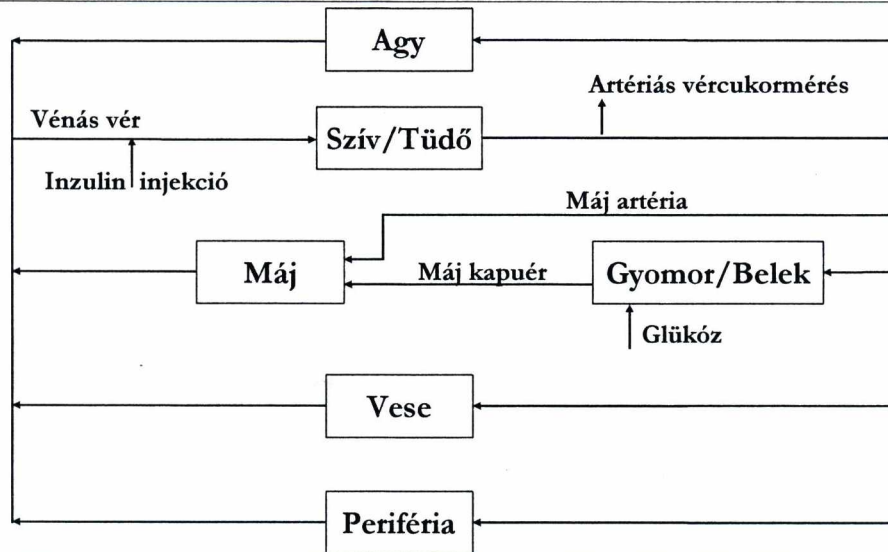 Agy
Artériás vércukormérés
Vénás vér
Szív/Tüdő
Inzulin injekció
Máj artéria
Máj
Máj kapuér
Gyomor/Belek
Glükóz
Vese
Periféria